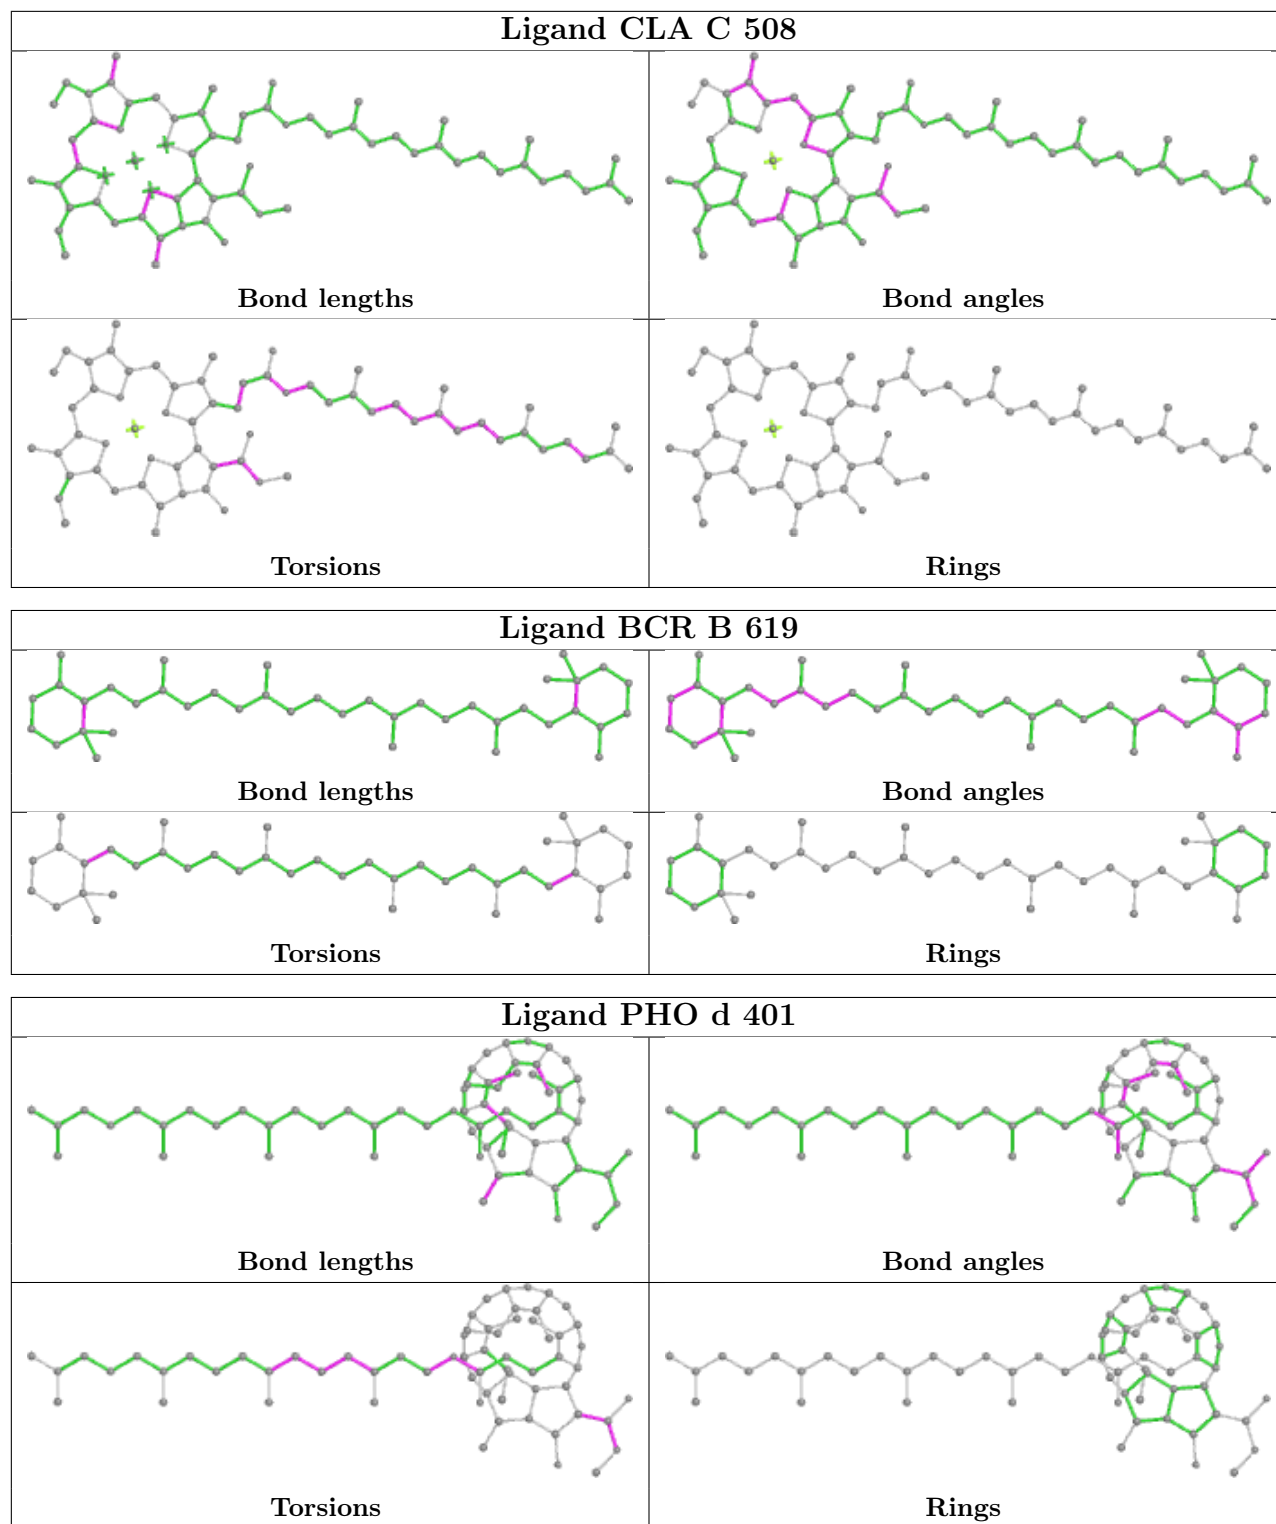 Ligand CLA C 508
Bond lengths
Bond angles
Torsions
Rings
Ligand BCR B 619
Bond lengths
Bond angles
Torsions
Rings
Ligand PHO d 401
Bond lengths
Bond angles
Torsions
Rings